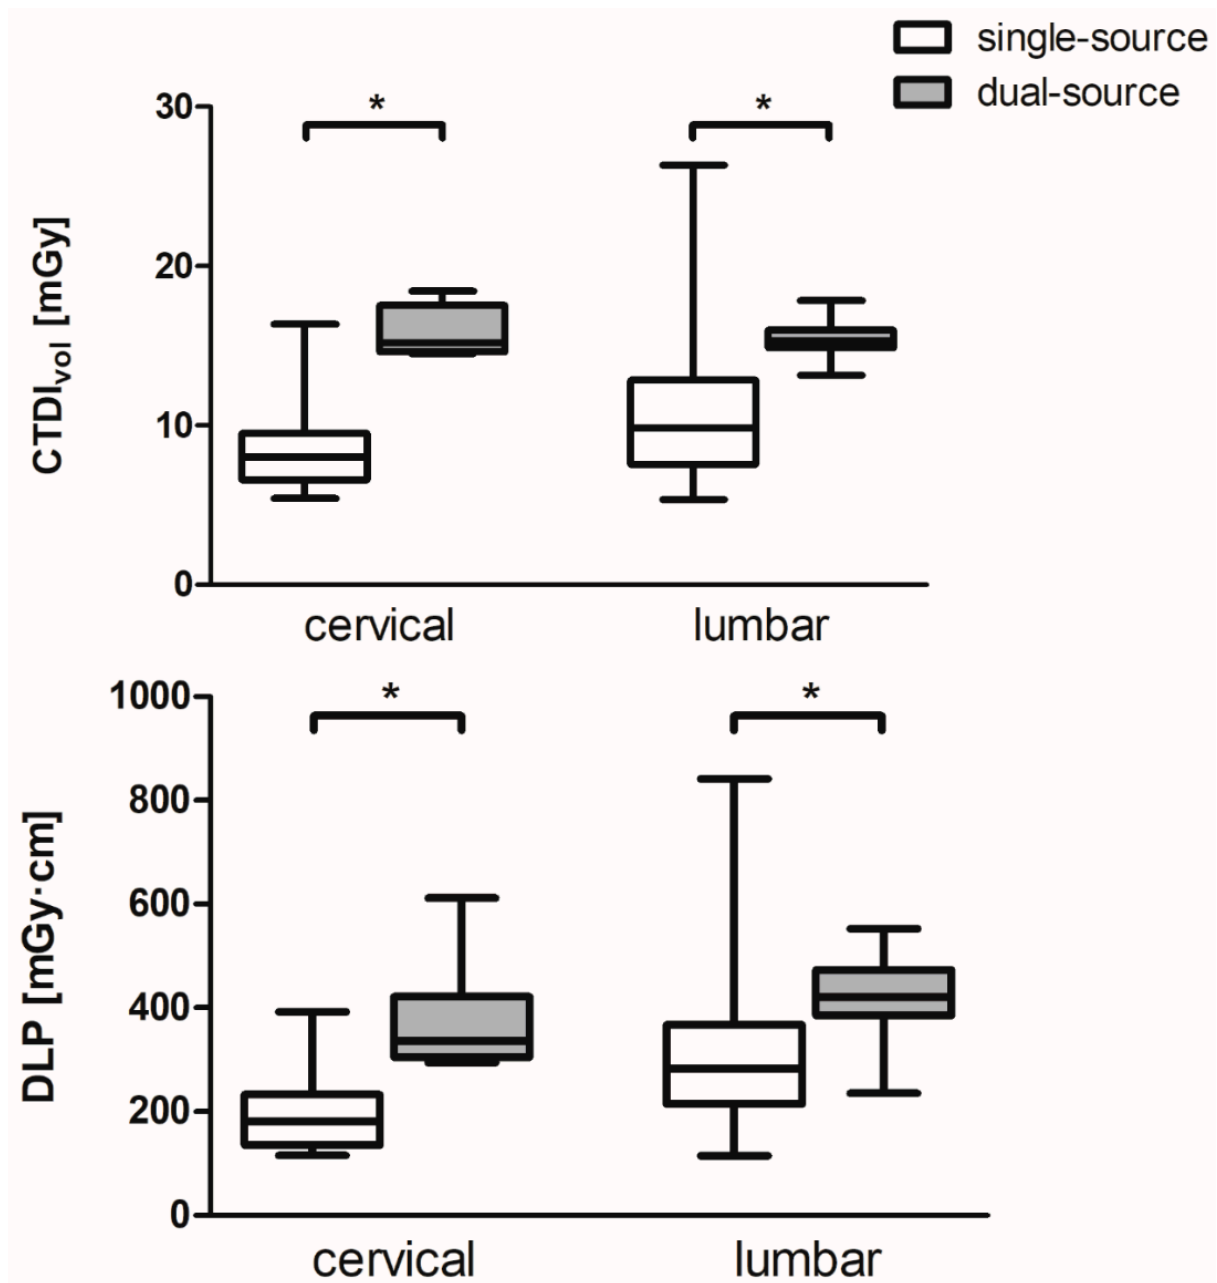 single-source
dual-source
*
*
30
20
10
0
CTDIvol [mGy]
cervical
lumbar
*
*
1000
800
600
400
200
0
DLP [mGy·cm]
cervical
lumbar